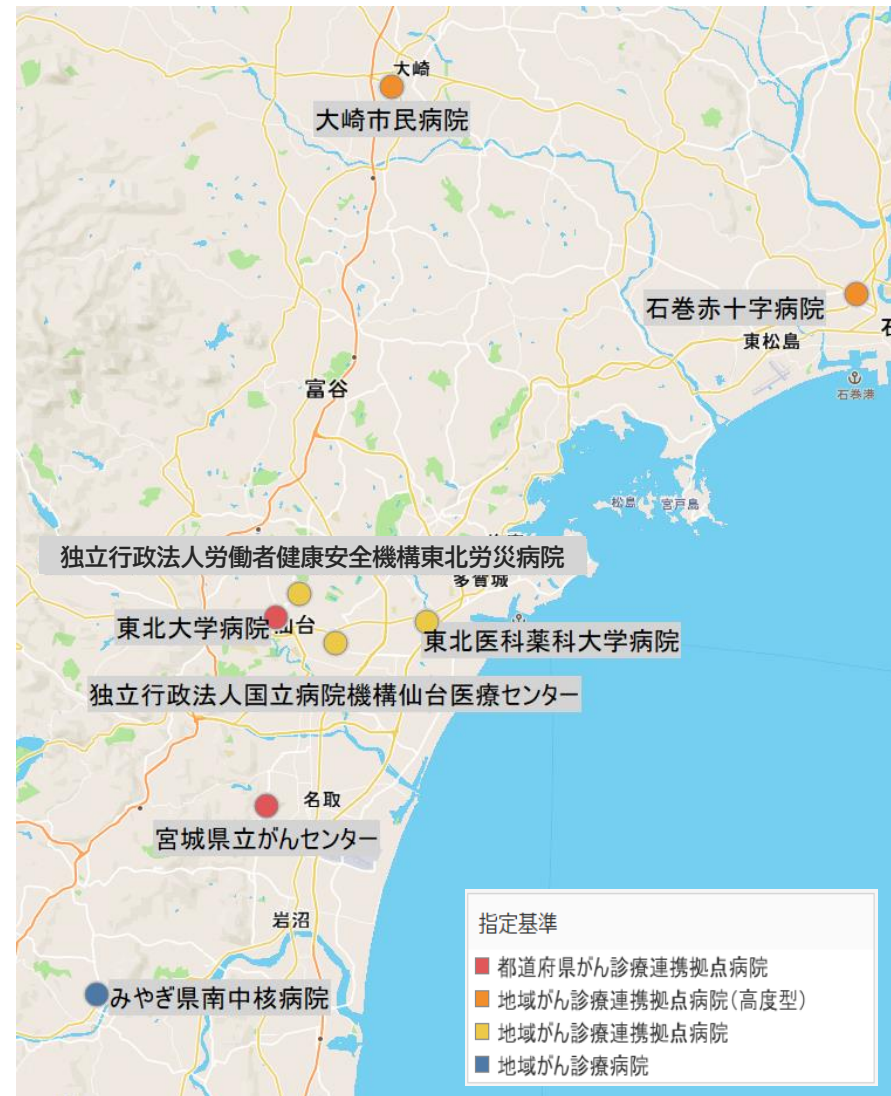 大崎
大崎市民病院
石巻赤十字病院
東松島
石巻港
富谷
松島
宮戸島
独立行政法人労働者健康安全機構東北労災病院
多賀城
東北大学病院
仙台
東北医科薬科大学病院
独立行政法人国立病院機構仙台医療センター
名取
宮城県立がんセンター
岩沼
みやぎ県南中核病院
指定基準
都道府県がん診療連携拠点病院
地域がん診療連携拠点病院(高度型)
地域がん診療連携拠点病院
地域がん診療病院